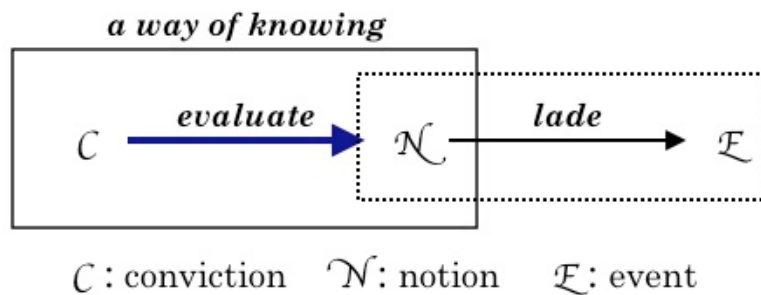 a way of knowing
evaluate lade
C N E
C : conviction N : notion E : event